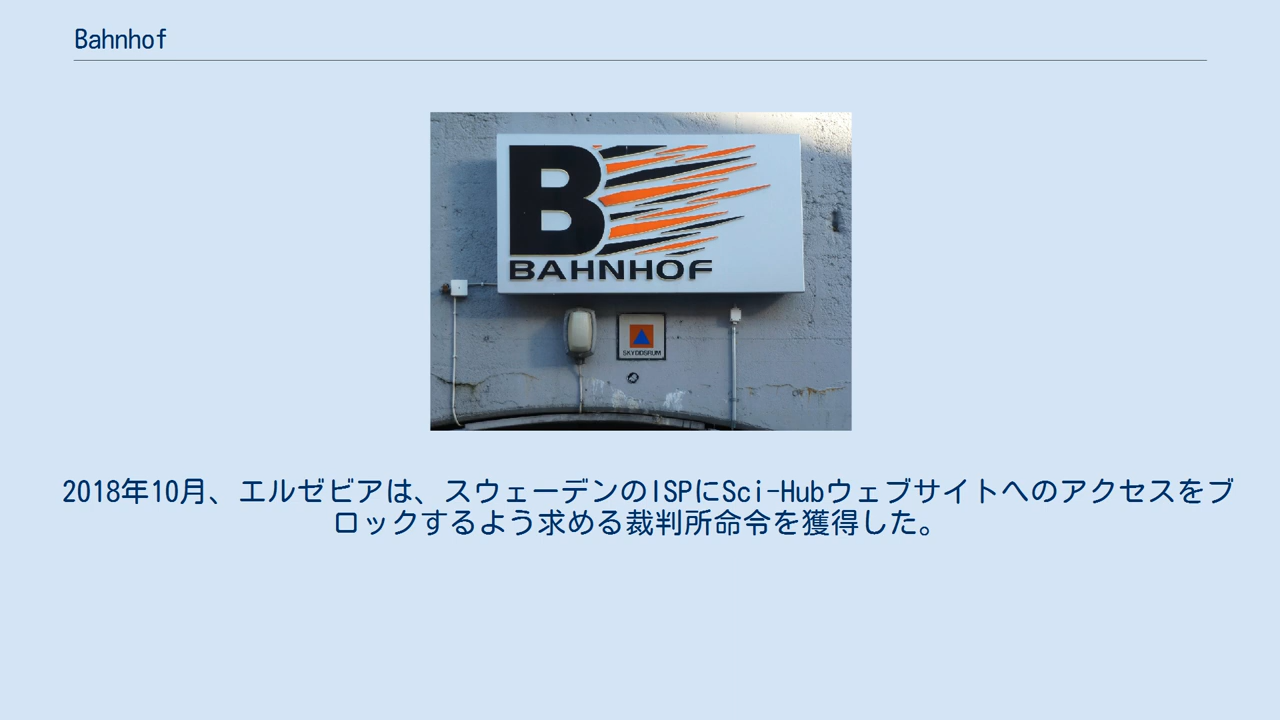 Bahnhof
B
BAHNHOF
SKYDDSRUM
2018年10月、エルゼビアは、スウェーデンのISPにSci-Hubウェブサイトへのアクセスをブ
ロックするよう求める裁判所命令を獲得した。